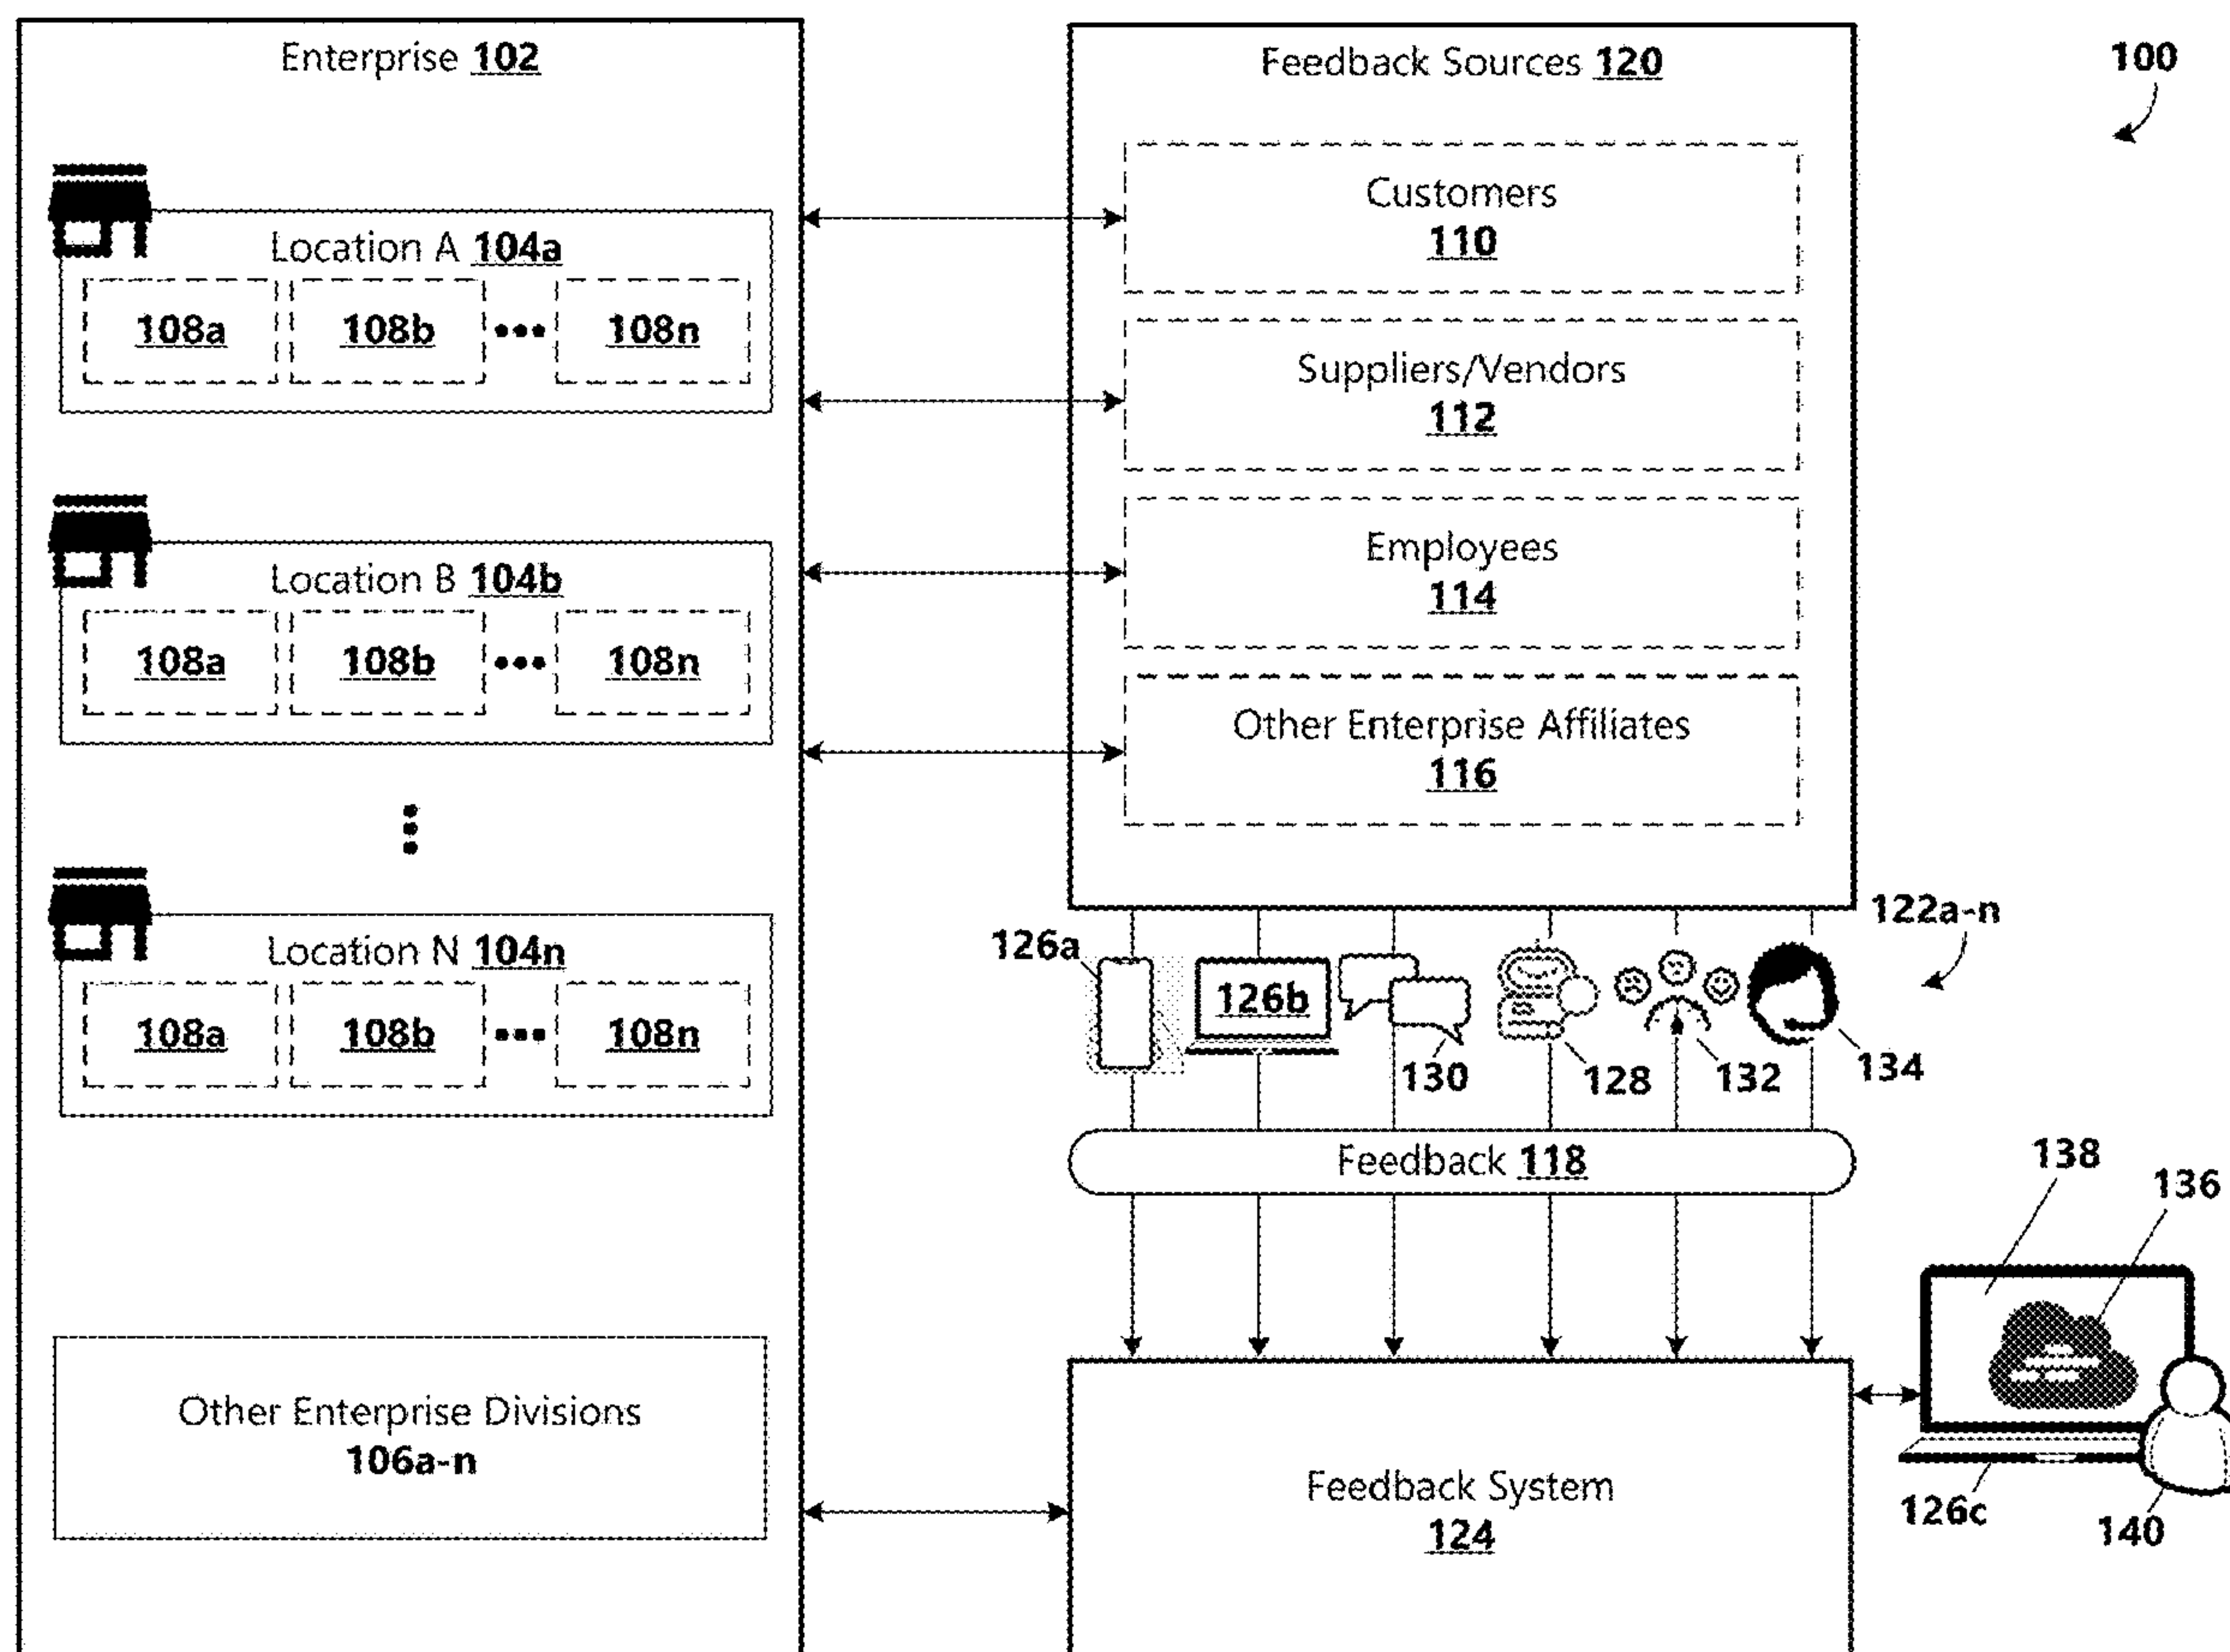 Enterprise 102
Location A 104a
108a 108b ••• 108n
Location B 104b
108a 108b ••• 108n
Location N 104n
108a 108b ••• 108n
Other Enterprise Divisions
106a-n
Feedback Sources 120
Customers
110
Suppliers/Vendors
112
Employees
114
Other Enterprise Affiliates
116
100
122a-n
126a
126b
130
128
132
134
Feedback 118
138
136
Feedback System
124
126c
140